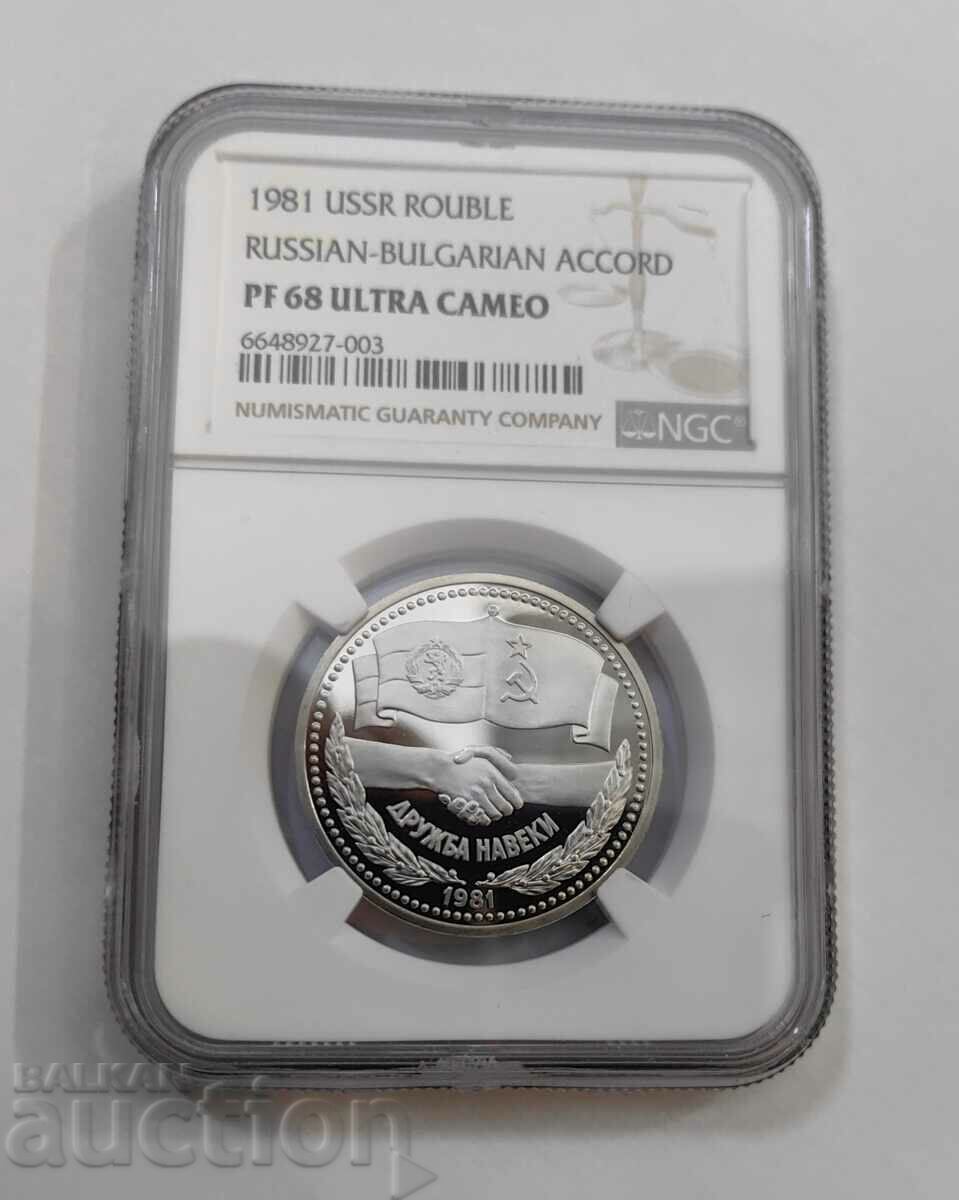 1981 USSR ROUBLE
RUSSIAN-BULGARIAN ACCORD
PF 68 ULTRA CAMEO
6648927-003
NUMISMATIC GUARANTY COMPANY
NGC®
ДРУЖБА НАВЕКИ
1981
BALKAN
auction